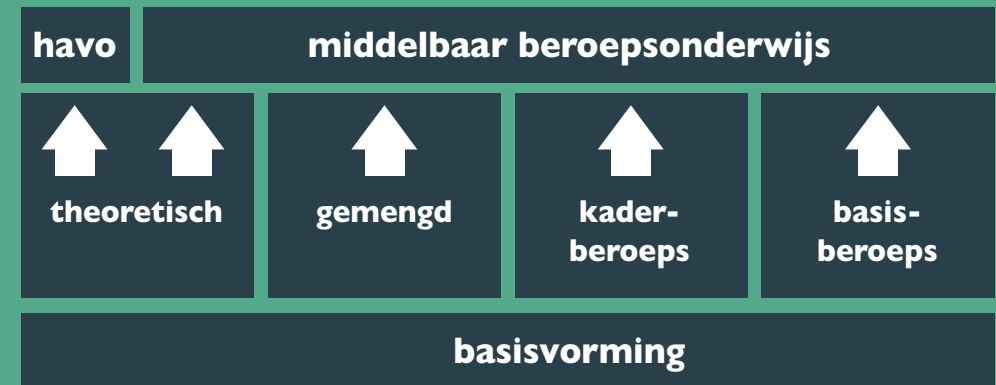 havo
middelbaar beroepsonderwijs
theoretisch
gemengd
kader-
beroeps
basis-
beroeps
basisvorming